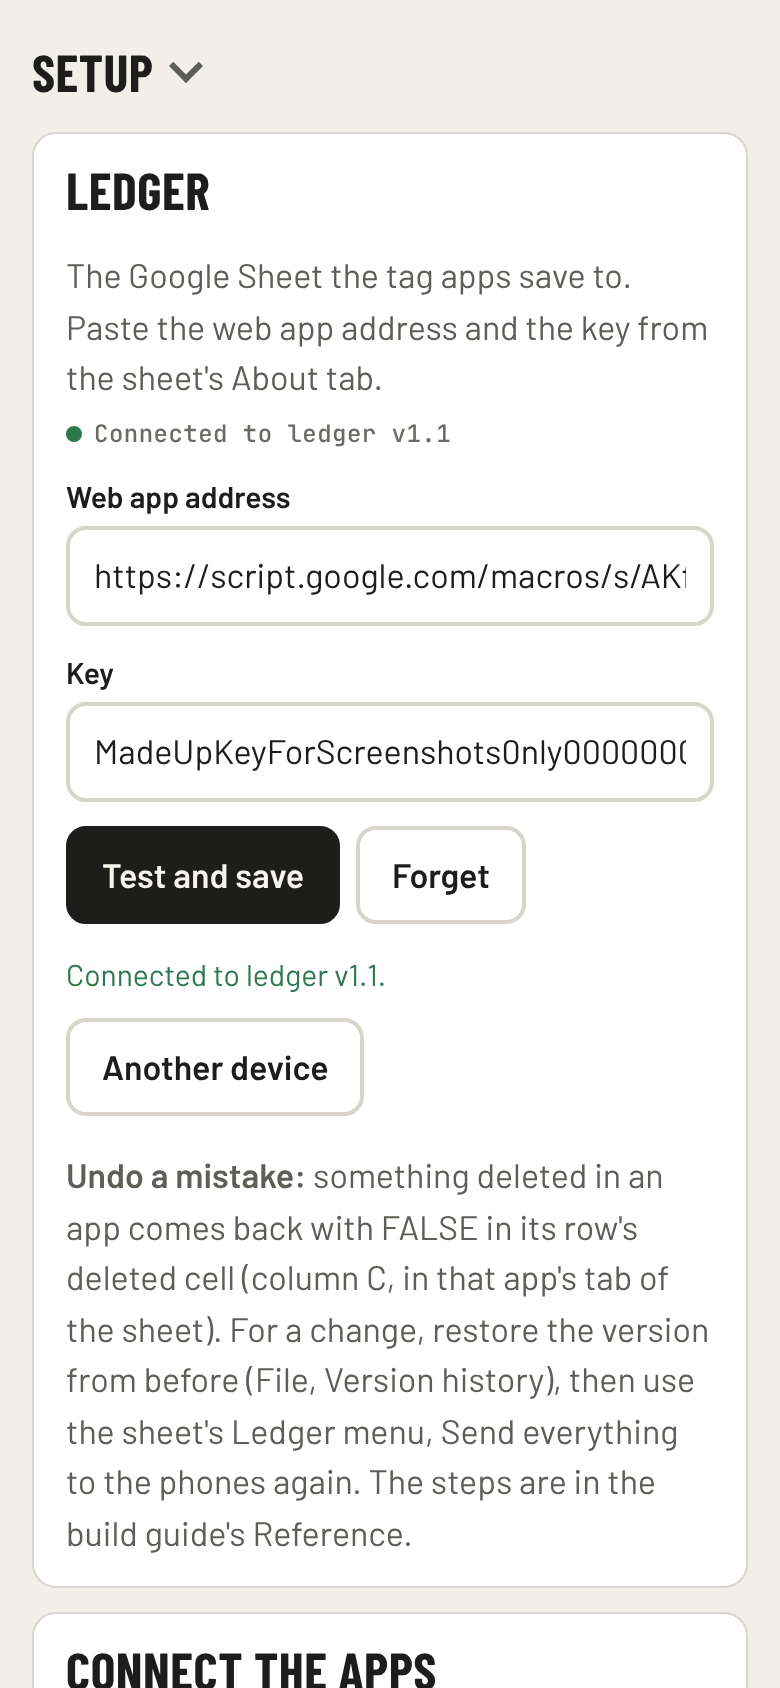 SETUP
LEDGER
The Google Sheet the tag apps save to.
Paste the web app address and the key from
the sheet's About tab.
Connected to ledger v1.1
Web app address
https://script.google.com/macros/s/AKf
Key
MadeUpKeyForScreenshots0nly000000(
Test and save
Forget
Connected to ledger v1.1.
Another device
Undo a mistake: something deleted in an
app comes back with FALSE in its row's
deleted cell (column C, in that app's tab of
the sheet). For a change, restore the version
from before (File, Version history), then use
the sheet's Ledger menu, Send everything
to the phones again. The steps are in the
build guide's Reference.
CONNECT THE APPS